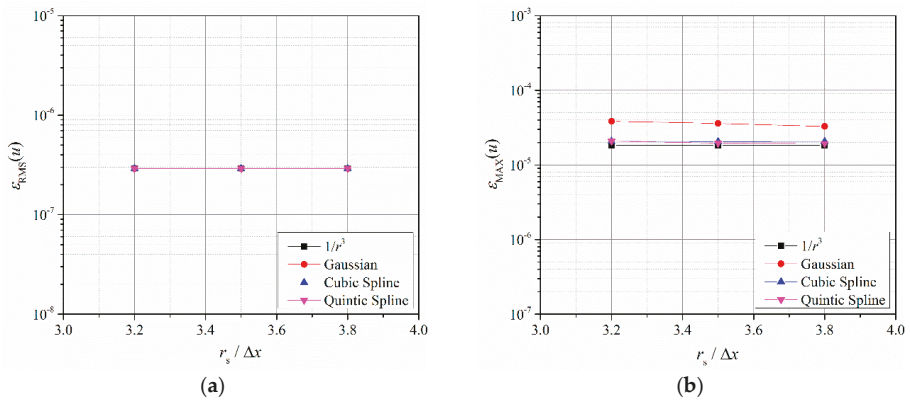 10⁻⁵
10⁻⁶
10⁻⁷
10⁻⁸
ε_RMS(u)
1/r³
Gaussian
Cubic Spline
Quintic Spline
3.0 3.2 3.4 3.6 3.8 4.0
r_s / Δx
(a)
10⁻³
10⁻⁴
10⁻⁵
10⁻⁶
10⁻⁷
ε_MAX(u)
1/r³
Gaussian
Cubic Spline
Quintic Spline
3.0 3.2 3.4 3.6 3.8 4.0
r_s / Δx
(b)